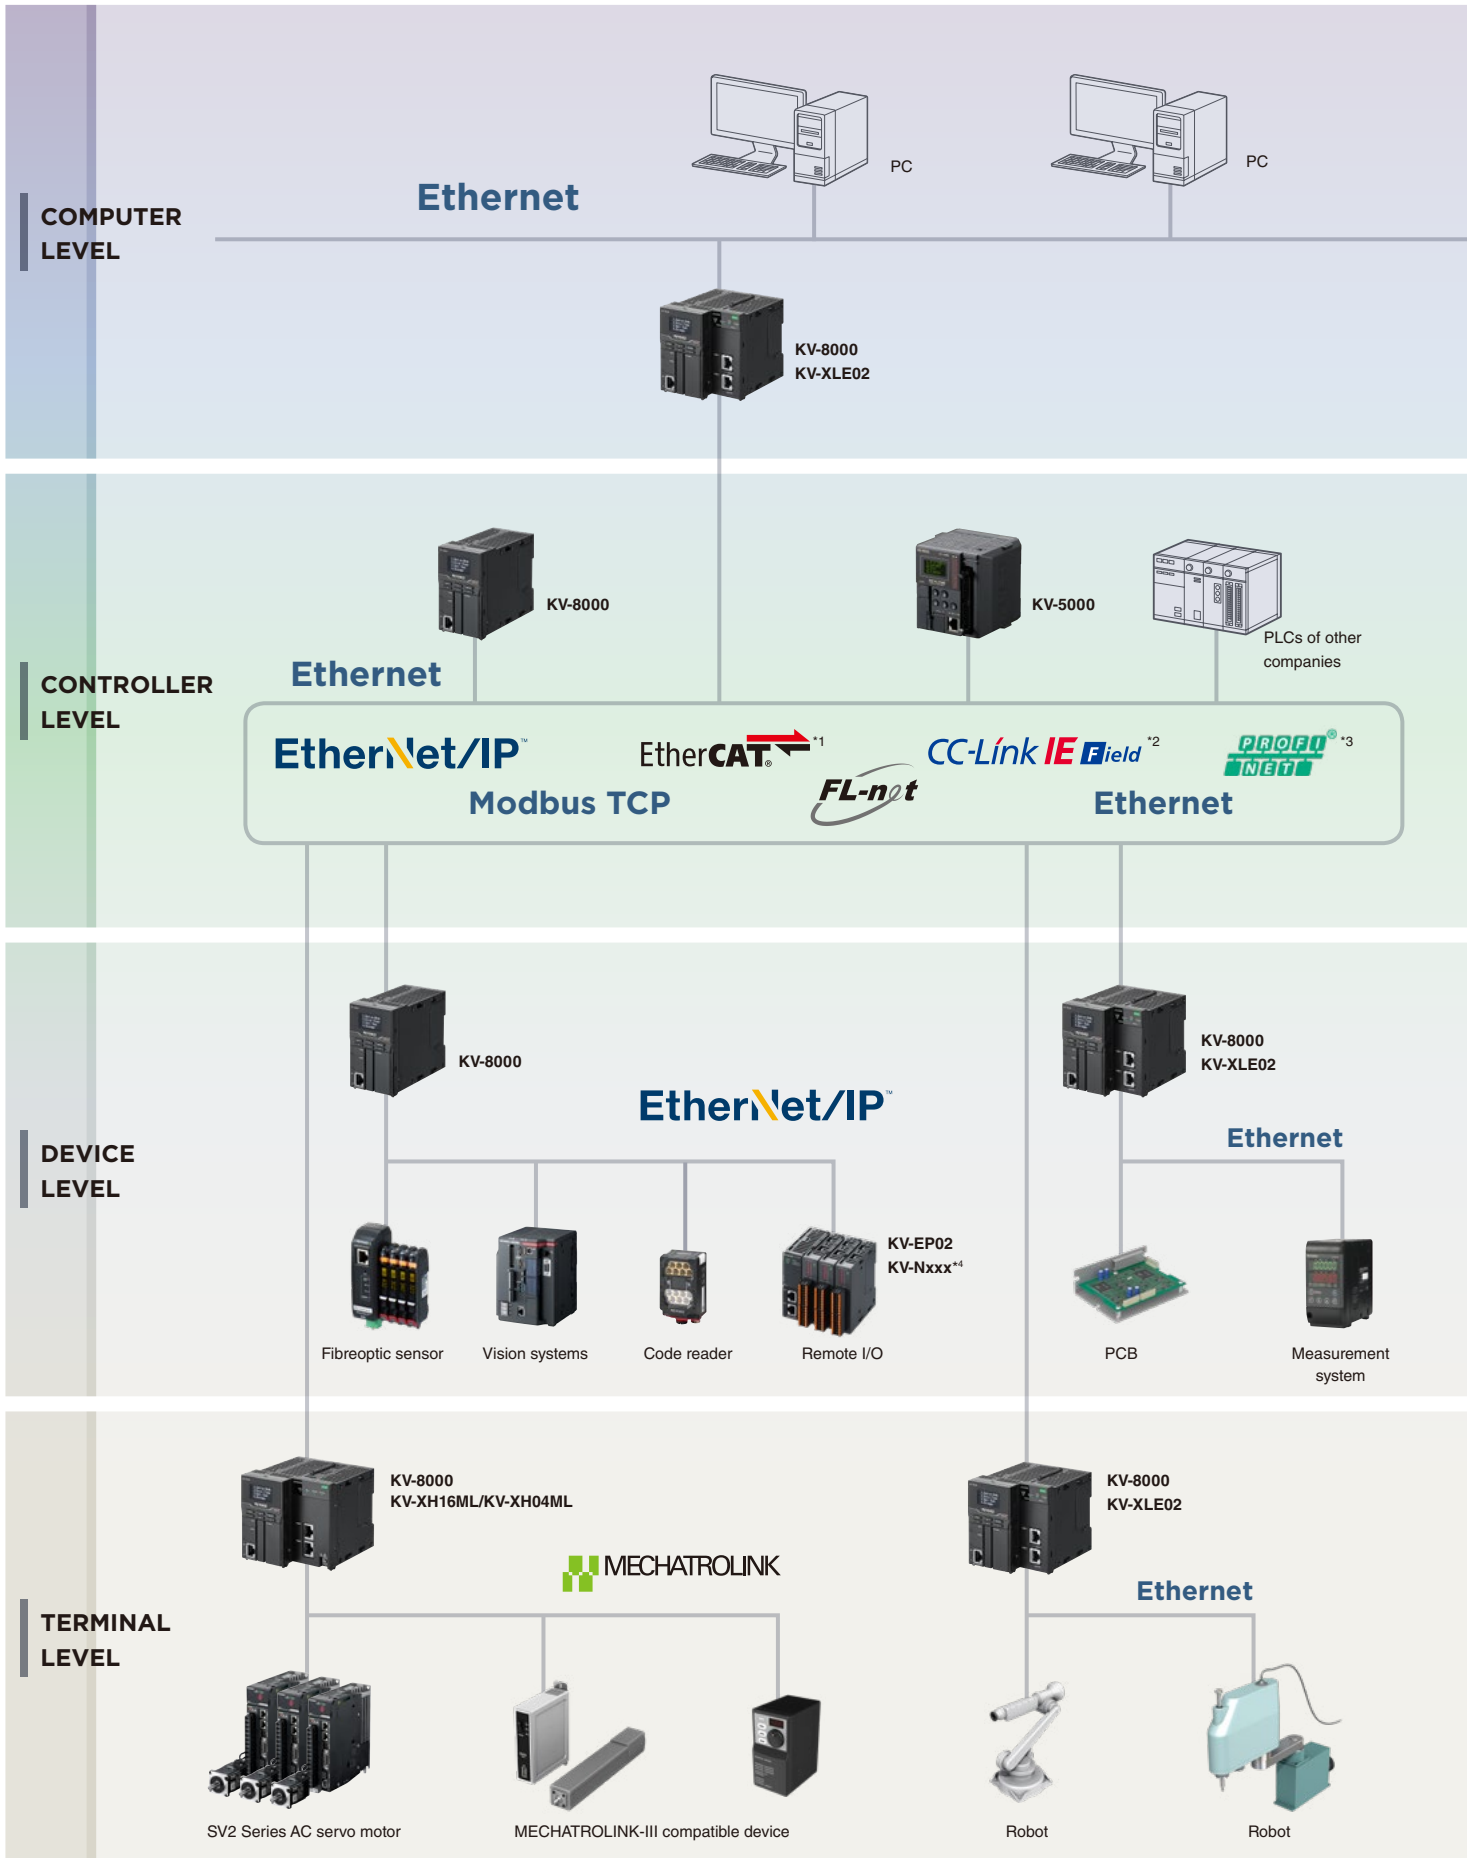 PC
PC
Ethernet
COMPUTER
LEVEL
KV-8000
KV-XLE02
KV-8000
KV-5000
PLCs of other
companies
Ethernet
CONTROLLER
LEVEL
EtherNet/IP™
EtherCAT® *1
CC-Link IE Field *2
PROFI
NET® *3
Modbus TCP
FL-net
Ethernet
KV-8000
KV-8000
KV-XLE02
EtherNet/IP™
Ethernet
DEVICE
LEVEL
KV-EP02
KV-Nxxx*4
Fibreoptic sensor
Vision systems
Code reader
Remote I/O
PCB
Measurement
system
KV-8000
KV-XH16ML/KV-XH04ML
KV-8000
KV-XLE02
MECHATROLINK
Ethernet
TERMINAL
LEVEL
SV2 Series AC servo motor
MECHATROLINK-III compatible device
Robot
Robot